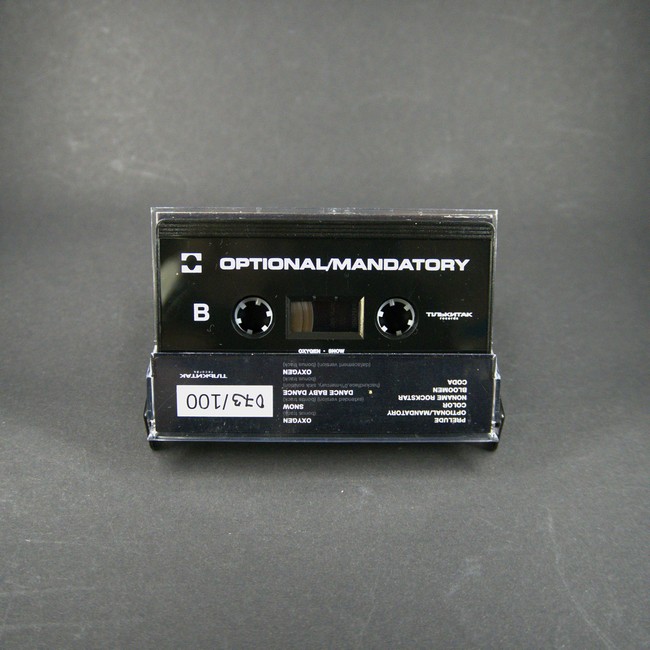 OPTIONAL/MANDATORY
B
records
OXYGEN - SNOW
PRELUDE
OPTIONAL/MANDATORY
COLOR
NONAME ROCKSTAR
BLOOMEN
CODA
OXYGEN
SNOW
DANCE BABY DANCE
OXYGEN
073/100